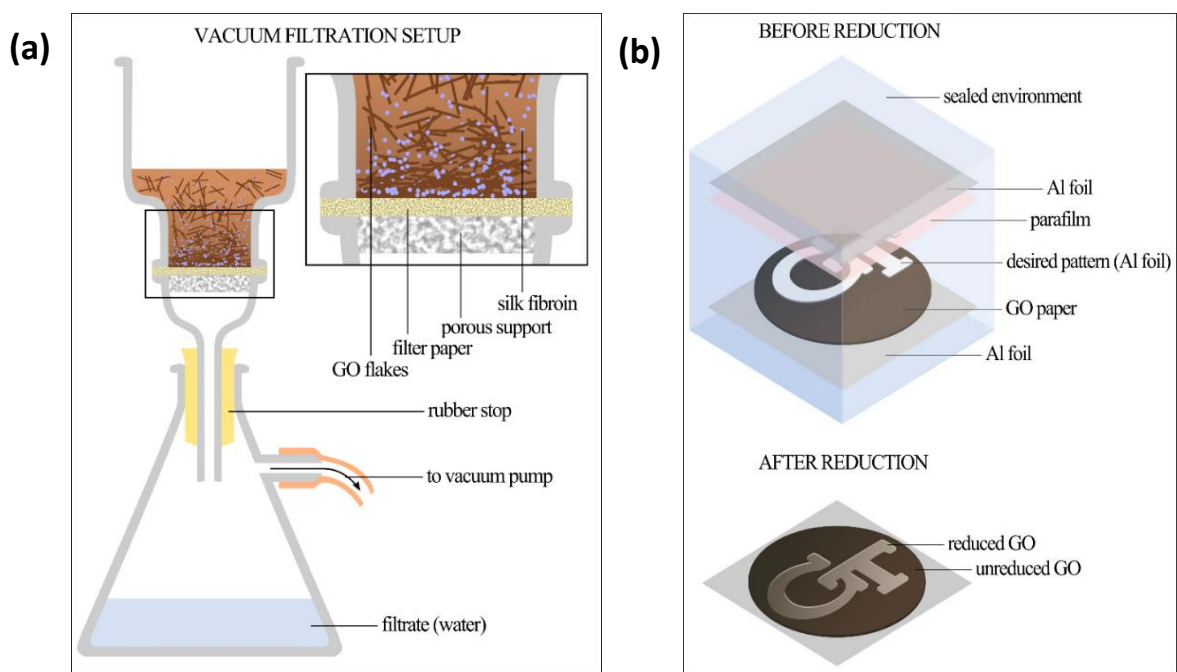 (a)
VACUUM FILTRATION SETUP
silk fibroin
porous support
filter paper
GO flakes
rubber stop
to vacuum pump
filtrate (water)
(b)
BEFORE REDUCTION
sealed environment
Al foil
parafilm
desired pattern (Al foil)
GO paper
Al foil
AFTER REDUCTION
reduced GO
unreduced GO
GT